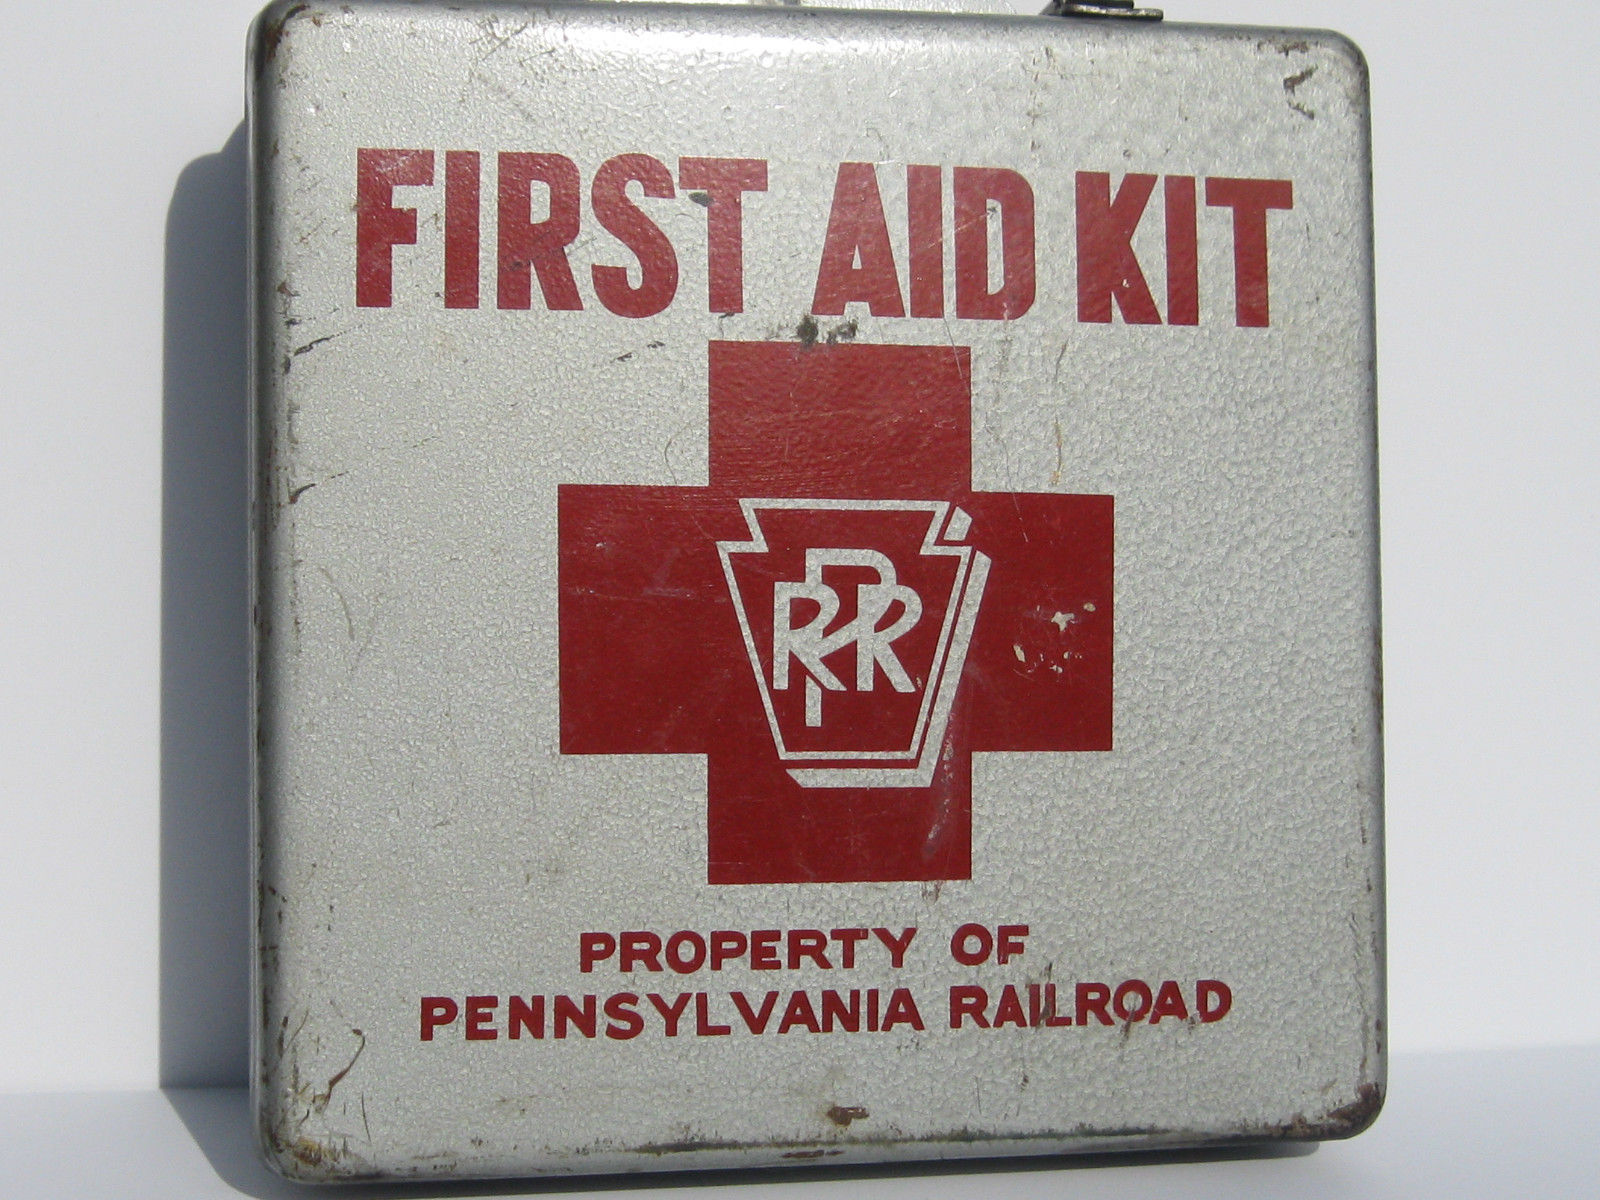 FIRST AID KIT
PRR
PROPERTY OF
PENNSYLVANIA RAILROAD